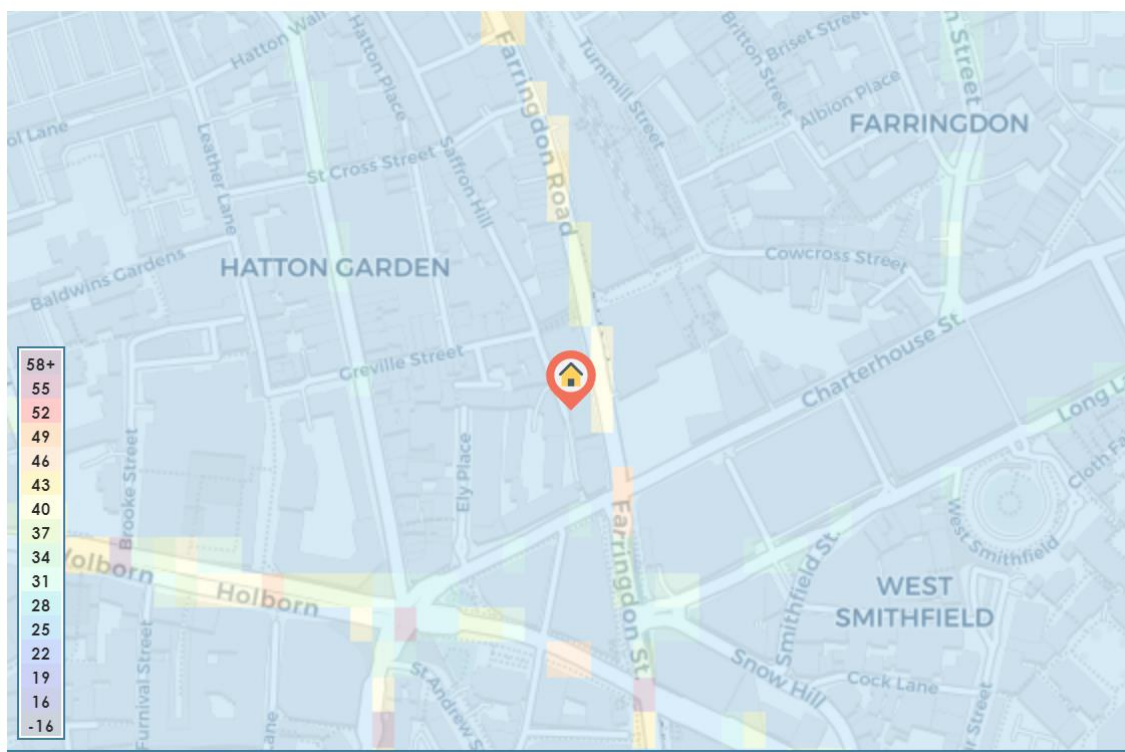 Hatton Wall
Hatton Place
Farringdon Road
Turnmill Street
Britton Street
Briset Street
Albion Place
Street
FARRINGDON
ol Lane
Leather Lane
St Cross Street
Saffron Hill
Cowcross Street
Baldwins Gardens
HATTON GARDEN
Greville Street
Charterhouse St.
Long L
Cloth Fa
58+
55
52
49
46
43
40
37
34
31
28
25
22
19
16
-16
Brooke Street
Ely Place
West Smithfield
Holborn
Holborn
Farringdon St.
Smithfield St.
WEST
SMITHFIELD
Snow Hill
Cock Lane
Furnival Street
St Andrew S
Lane
r Street